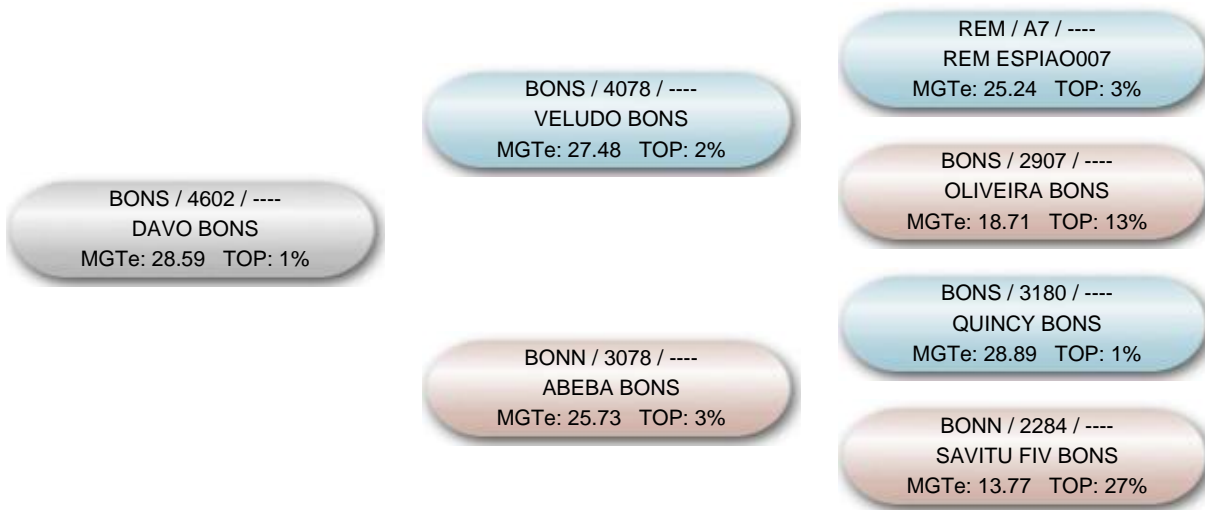 REM / A7 / ----
REM ESPIAO007
MGTe: 25.24 TOP: 3%
BONS / 4078 / ----
VELUDO BONS
MGTe: 27.48 TOP: 2%
BONS / 2907 / ----
OLIVEIRA BONS
MGTe: 18.71 TOP: 13%
BONS / 4602 / ----
DAVO BONS
MGTe: 28.59 TOP: 1%
BONS / 3180 / ----
QUINCY BONS
MGTe: 28.89 TOP: 1%
BONN / 3078 / ----
ABEBA BONS
MGTe: 25.73 TOP: 3%
BONN / 2284 / ----
SAVITU FIV BONS
MGTe: 13.77 TOP: 27%